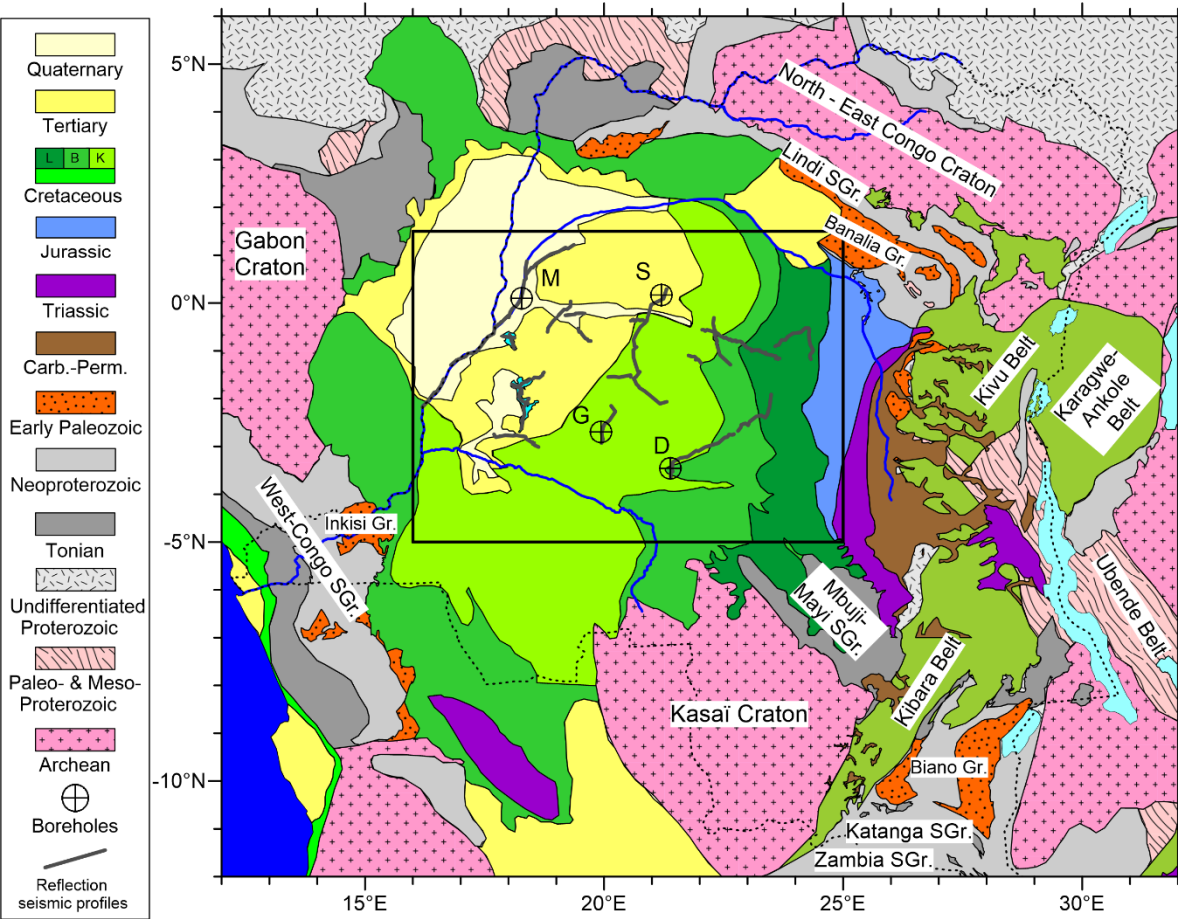 Quaternary
Tertiary
L B K
Cretaceous
Jurassic
Triassic
Carb.-Perm.
Early Paleozoic
Neoproterozoic
Tonian
Undifferentiated
Proterozoic
Paleo- & Meso-
Proterozoic
Archean
Boreholes
Reflection
seismic profiles
5°N
0°N
-5°N
-10°N
15°E
20°E
25°E
30°E
North - East Congo Craton
Lindi SGr.
Banalia Gr.
Gabon
Craton
M
S
G
D
Kivu Belt
Karagwe-
Ankole
Belt
West-Congo SGr.
Inkisi Gr.
Mbuji-
Mayi SGr.
Ubende Belt
Kibara Belt
Kasaï Craton
Biano Gr.
Katanga SGr.
Zambia SGr.